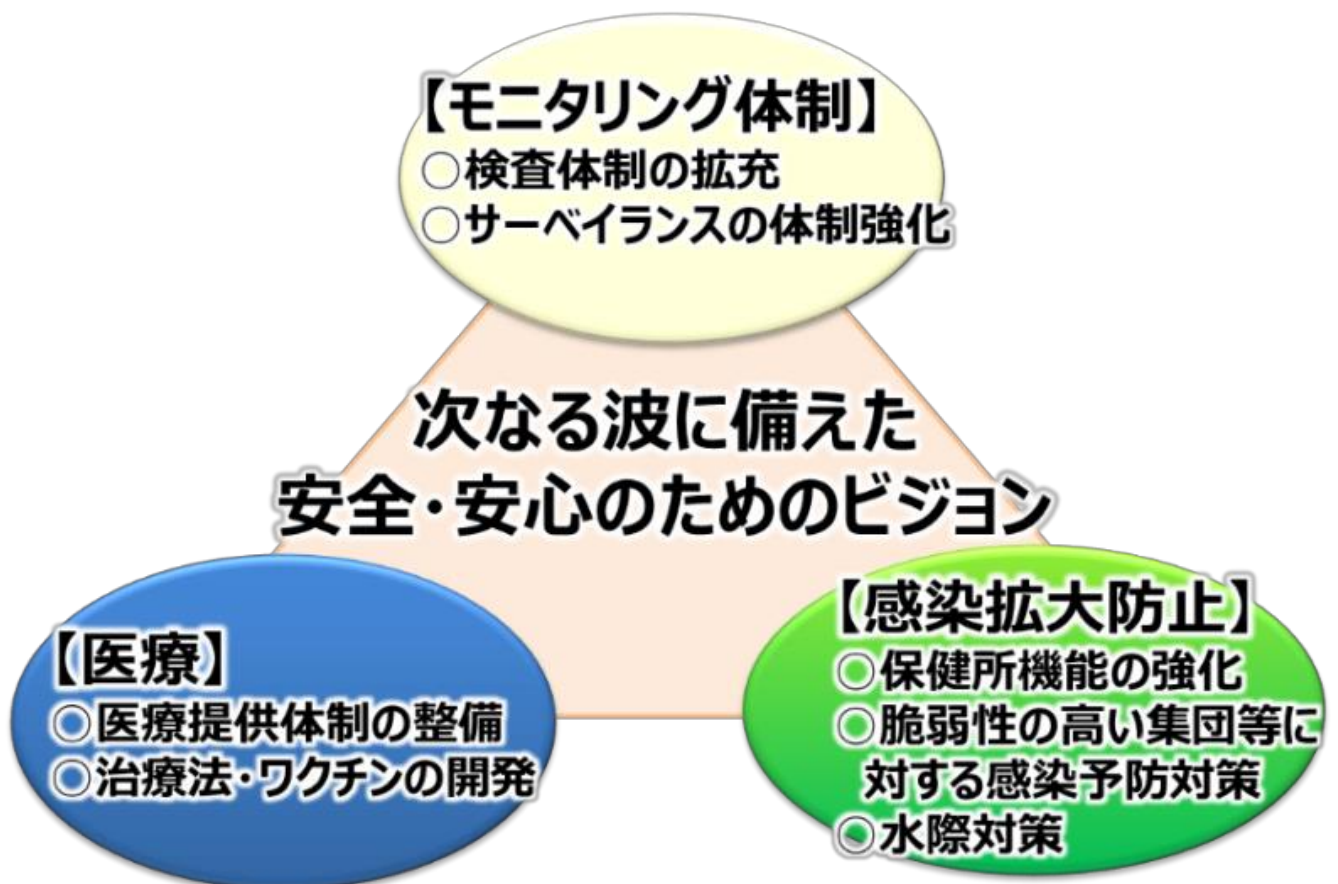 【モニタリング体制】
○検査体制の拡充
○サーベイランスの体制強化
次なる波に備えた
安全・安心のためのビジョン
【医療】
○医療提供体制の整備
○治療法・ワクチンの開発
【感染拡大防止】
○保健所機能の強化
○脆弱性の高い集団等に
対する感染予防対策
○水際対策